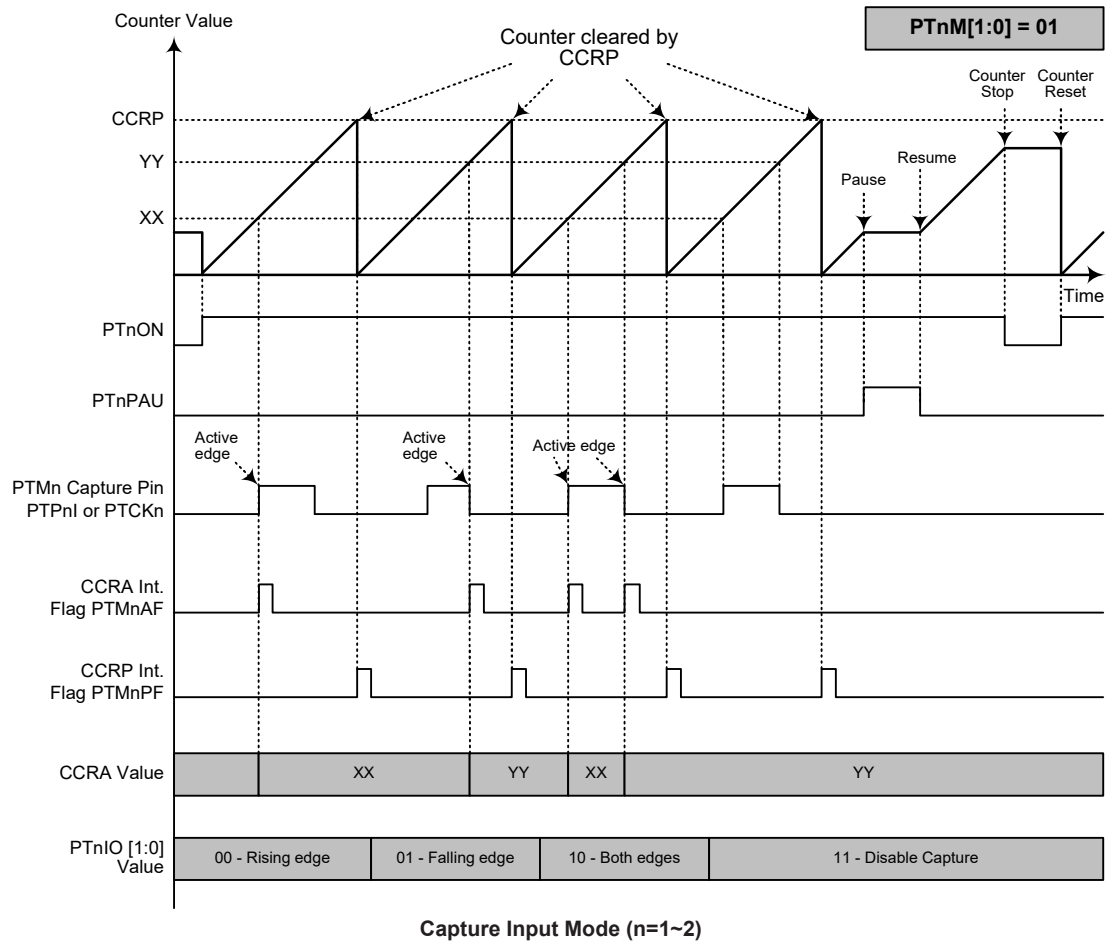 Counter Value
PTnM[1:0] = 01
Counter cleared by
CCRP
Counter
Stop
Counter
Reset
CCRP
YY
Resume
Pause
XX
Time
PTnON
PTnPAU
Active
edge
Active
edge
Active edge
PTMn Capture Pin
PTPnI or PTCKn
CCRA Int.
Flag PTMnAF
CCRP Int.
Flag PTMnPF
CCRA Value
XX
YY
XX
YY
PTnIO [1:0]
Value
00 - Rising edge
01 - Falling edge
10 - Both edges
11 - Disable Capture
Capture Input Mode (n=1~2)